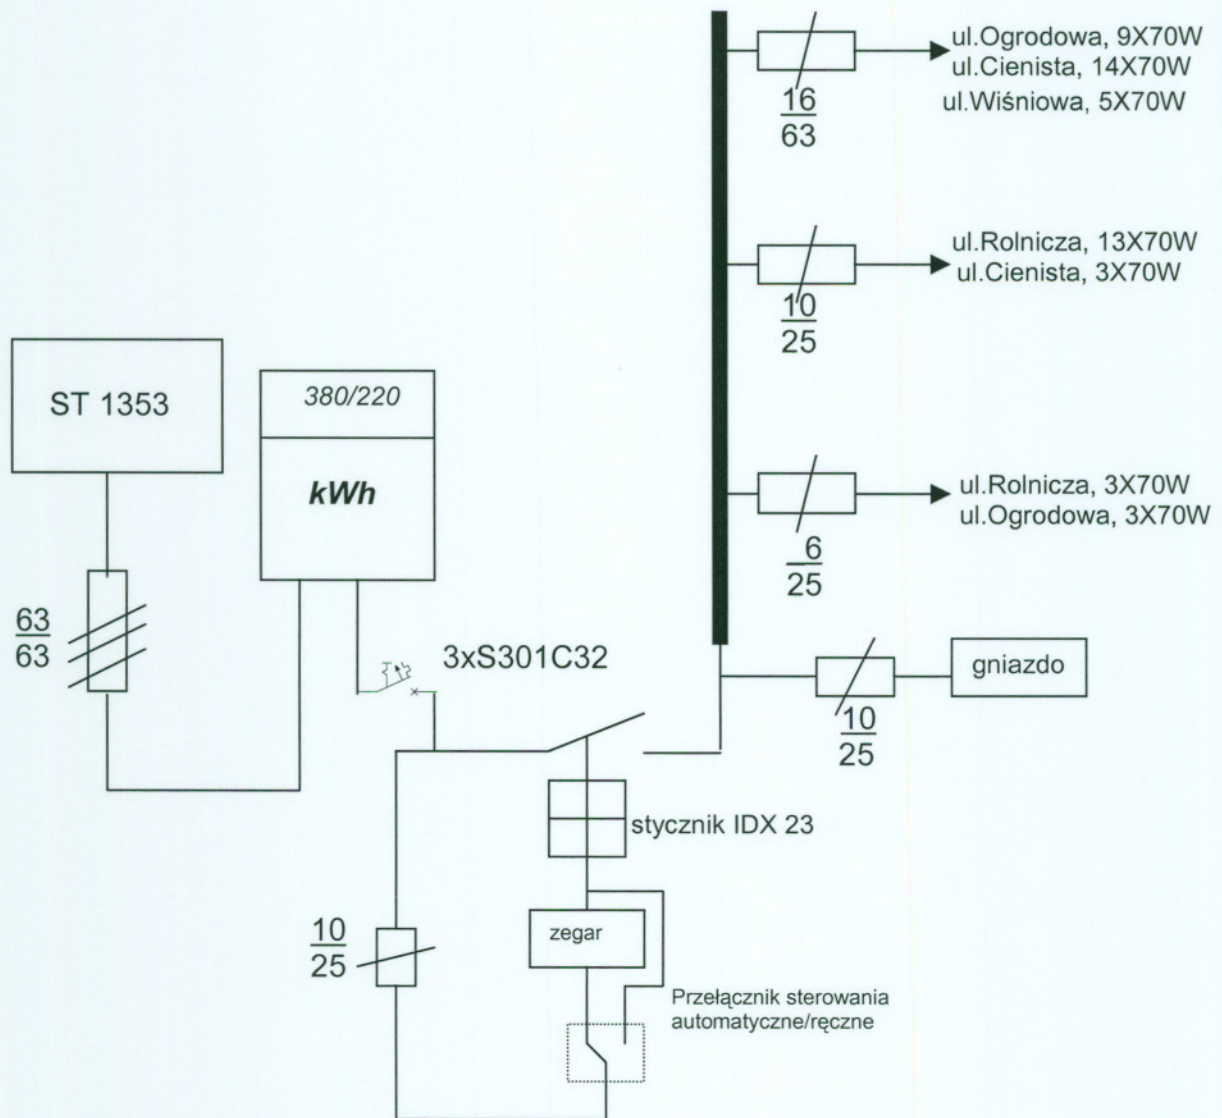 ul.Ogrodowa, 9X70W
ul.Cienista, 14X70W
ul.Wiśniowa, 5X70W
16
63
ul.Rolnicza, 13X70W
ul.Cienista, 3X70W
10
25
ST 1353
380/220
kWh
ul.Rolnicza, 3X70W
ul.Ogrodowa, 3X70W
6
25
63
63
3xS301C32
gniazdo
10
25
stycznik IDX 23
10
25
zegar
Przełącznik sterowania
automatyczne/ręczne